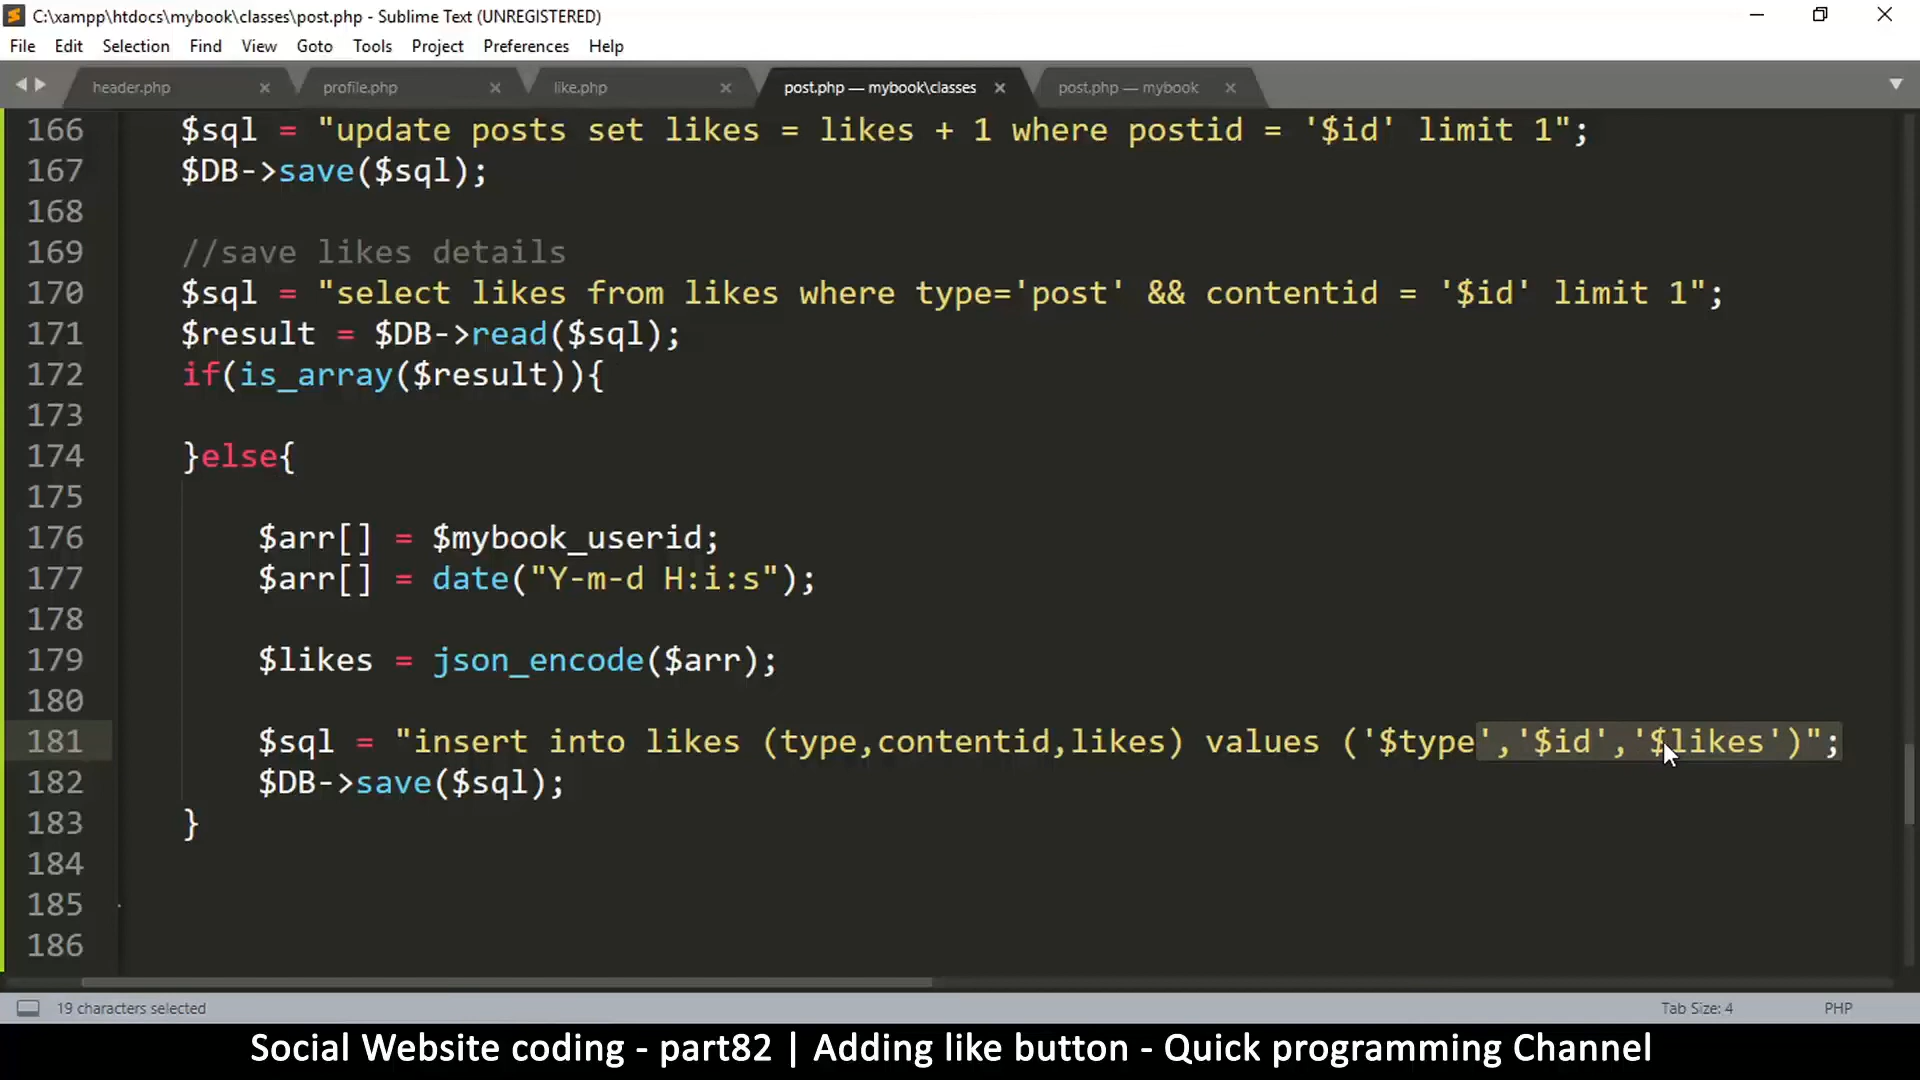 C:\xampp\htdocs\mybook\classes\post.php - Sublime Text (UNREGISTERED)
File Edit Selection Find View Goto Tools Project Preferences Help
header.php × profile.php × like.php × post.php — mybook\classes × post.php — mybook ×
166 $sql = "update posts set likes = likes + 1 where postid = '$id' limit 1";
167 $DB->save($sql);
168
169 //save likes details
170 $sql = "select likes from likes where type='post' && contentid = '$id' limit 1";
171 $result = $DB->read($sql);
172 if(is_array($result)){
173
174 }else{
175
176 $arr[] = $mybook_userid;
177 $arr[] = date("Y-m-d H:i:s");
178
179 $likes = json_encode($arr);
180
181 $sql = "insert into likes (type,contentid,likes) values ('$type','$id','$likes')";
182 $DB->save($sql);
183 }
184
185
186
19 characters selected Tab Size: 4 PHP
Social Website coding - part82 | Adding like button - Quick programming Channel